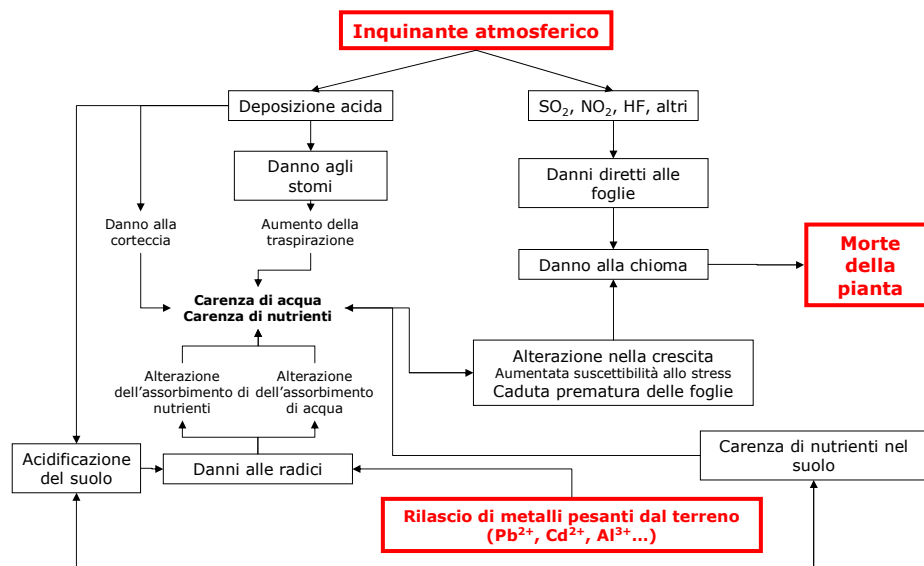 Inquinante atmosferico
Deposizione acida
SO₂, NO₂, HF, altri
Danno agli
stomi
Danni diretti alle
foglie
Danno alla
corteccia
Aumento della
traspirazione
Danno alla chioma
Morte
della
pianta
Carenza di acqua
Carenza di nutrienti
Alterazione nella crescita
Aumentata suscettibilità allo stress
Caduta prematura delle foglie
Alterazione
dell'assorbimento di
nutrienti
Alterazione
dell'assorbimento
di acqua
Acidificazione
del suolo
Danni alle radici
Carenza di nutrienti nel
suolo
Rilascio di metalli pesanti dal terreno
(Pb²⁺, Cd²⁺, Al³⁺...)